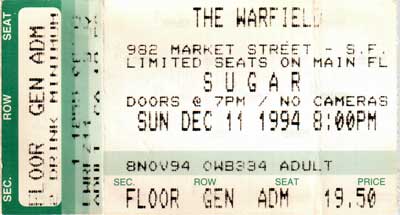 THE WARFIELD
982 MARKET STREET - S.F.
LIMITED SEATS ON MAIN FL
SUGAR
DOORS @ 7PM / NO CAMERAS
SUN DEC 11 1994 8:00PM
8NOV94 OWB334 ADULT
SEC. ROW SEAT PRICE
FLOOR GEN ADM 19.50
SEC. ROW SEAT
FLOOR GEN ADM
DRINK MINIMUM